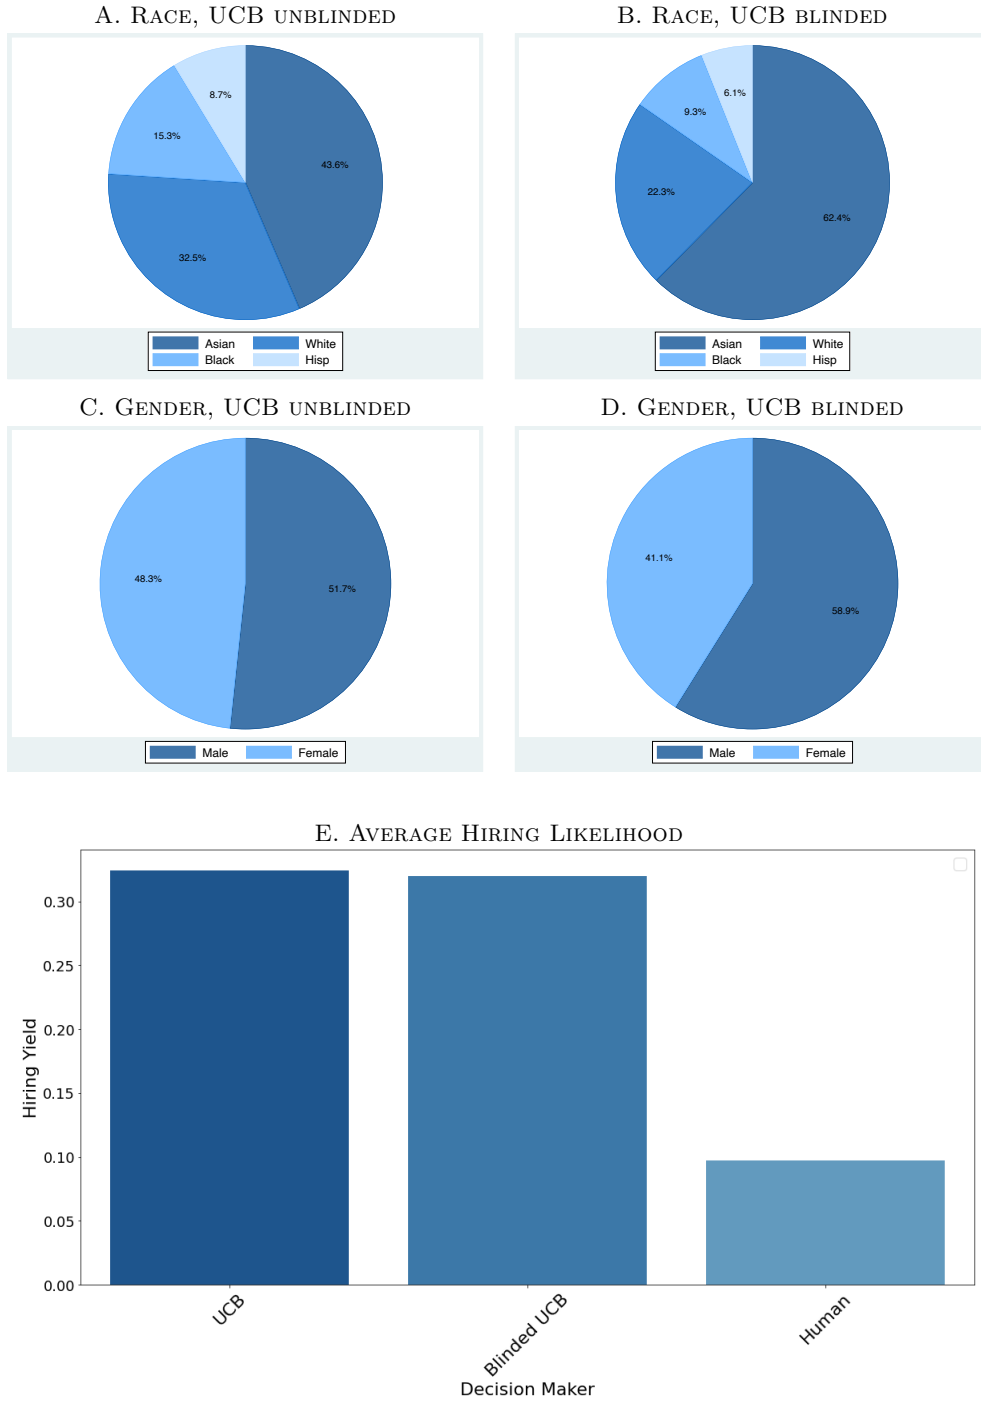 A. Race, UCB unblinded
8.7%
15.3%
43.6%
32.5%
Asian White
Black Hisp
B. Race, UCB blinded
6.1%
9.3%
22.3%
62.4%
Asian White
Black Hisp
C. Gender, UCB unblinded
48.3%
51.7%
Male Female
D. Gender, UCB blinded
41.1%
58.9%
Male Female
E. Average Hiring Likelihood
Hiring Yield
0.30
0.25
0.20
0.15
0.10
0.05
0.00
UCB
Blinded UCB
Human
Decision Maker